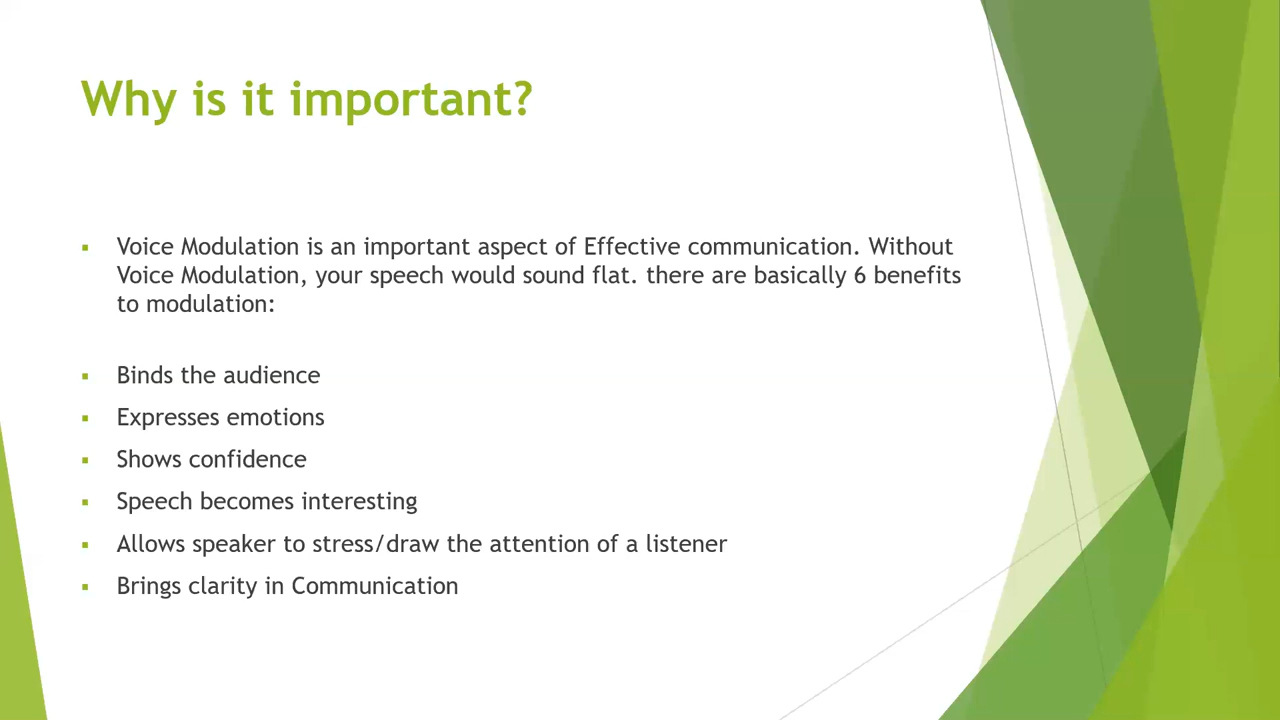 Why is it important?
Voice Modulation is an important aspect of Effective communication. Without
Voice Modulation, your speech would sound flat. there are basically 6 benefits
to modulation:
Binds the audience
Expresses emotions
Shows confidence
Speech becomes interesting
Allows speaker to stress/draw the attention of a listener
Brings clarity in Communication